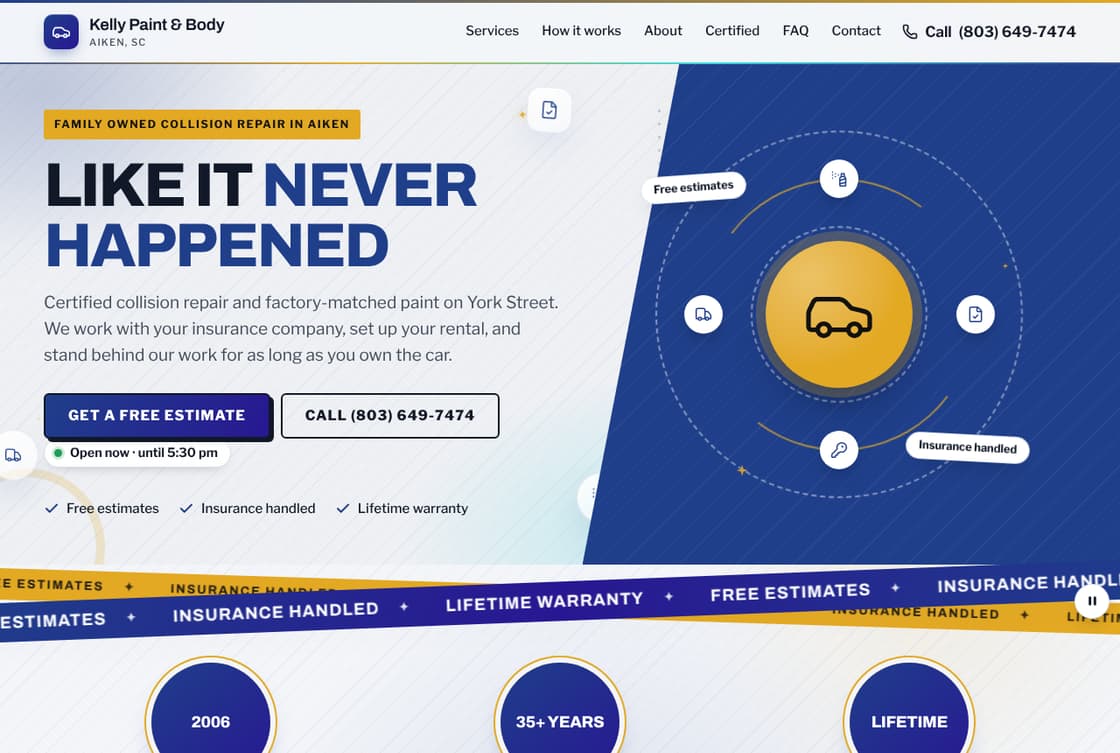 Kelly Paint & Body
AIKEN, SC
Services
How it works
About
Certified
FAQ
Contact
Call (803) 649-7474
FAMILY OWNED COLLISION REPAIR IN AIKEN
LIKE IT NEVER
HAPPENED
Certified collision repair and factory-matched paint on York Street.
We work with your insurance company, set up your rental, and
stand behind our work for as long as you own the car.
GET A FREE ESTIMATE
CALL (803) 649-7474
Open now · until 5:30 pm
Free estimates
Insurance handled
Lifetime warranty
Free estimates
Insurance handled
E ESTIMATES ✦ INSURANCE HANDLED
INSURANCE HANDLED ✦ LIFETIM
ESTIMATES ✦ INSURANCE HANDLED ✦ LIFETIME WARRANTY ✦ FREE ESTIMATES ✦ INSURANCE HANDL
2006
35+ YEARS
LIFETIME